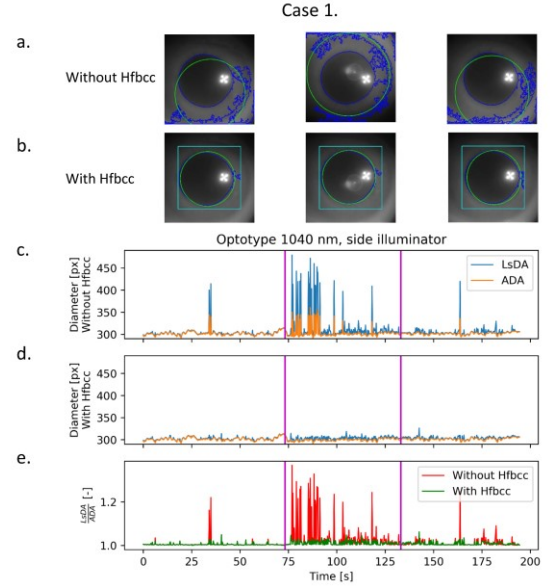 Case 1.
a.
Without Hfbcc
b.
With Hfbcc
Optotype 1040 nm, side illuminator
c.
Diameter [px]
Without Hfbcc
450
400
350
300
LsDA
ADA
d.
Diameter [px]
With Hfbcc
450
400
350
300
e.
LsDA
ADA
[-]
1.2
1.0
Without Hfbcc
With Hfbcc
0
25
50
75
100
125
150
175
200
Time [s]